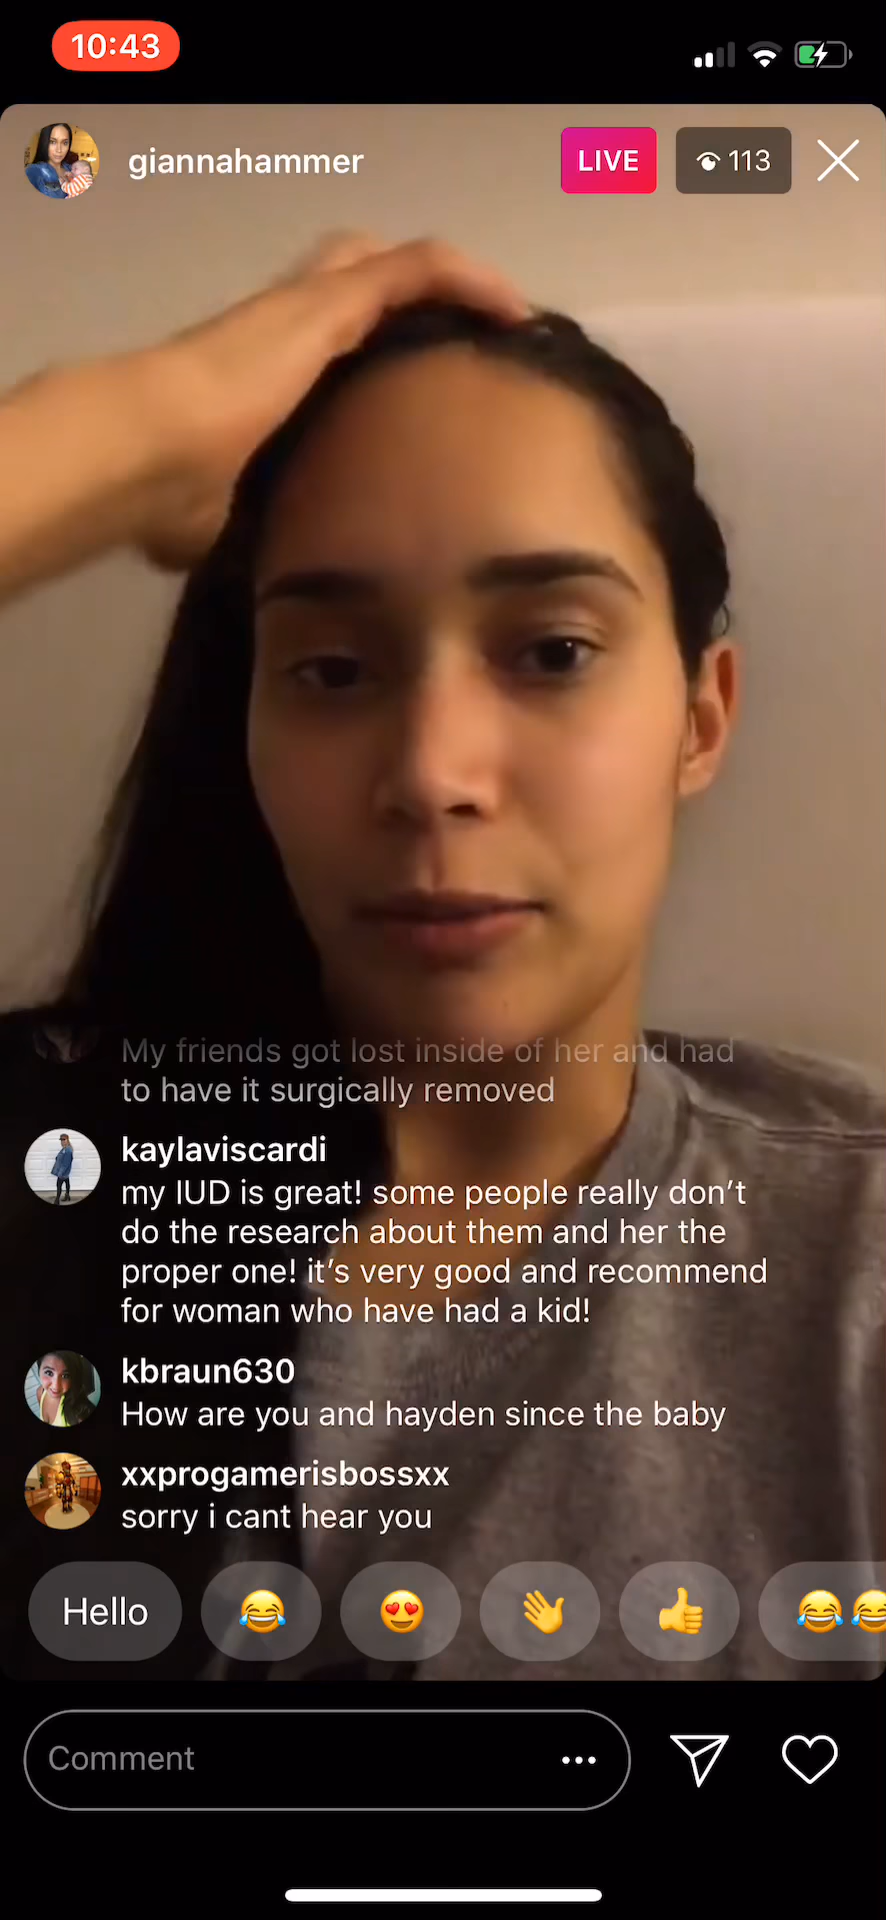 10:43
giannahammer
LIVE
113
My friends got lost inside of her and had
to have it surgically removed
kaylaviscardi
my IUD is great! some people really don’t
do the research about them and her the
proper one! it’s very good and recommend
for woman who have had a kid!
kbraun630
How are you and hayden since the baby
xxprogamerisbossxx
sorry i cant hear you
Hello
Comment